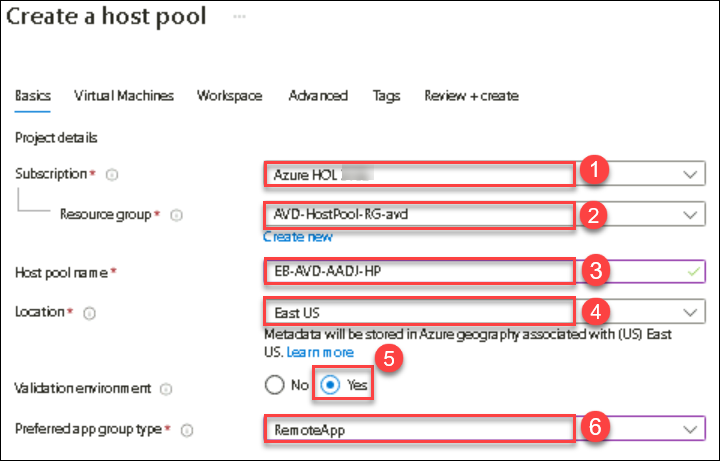 Create a host pool ...
Basics Virtual Machines Workspace Advanced Tags Review + create
Project details
Subscription * Azure HOL 1
Resource group * AVD-HostPool-RG-avd 2
Create new
Host pool name * EB-AVD-AADJ-HP 3
Location * East US 4
Metadata will be stored in Azure geography associated with (US) East
US. Learn more 5
Validation environment No Yes
Preferred app group type * RemoteApp 6